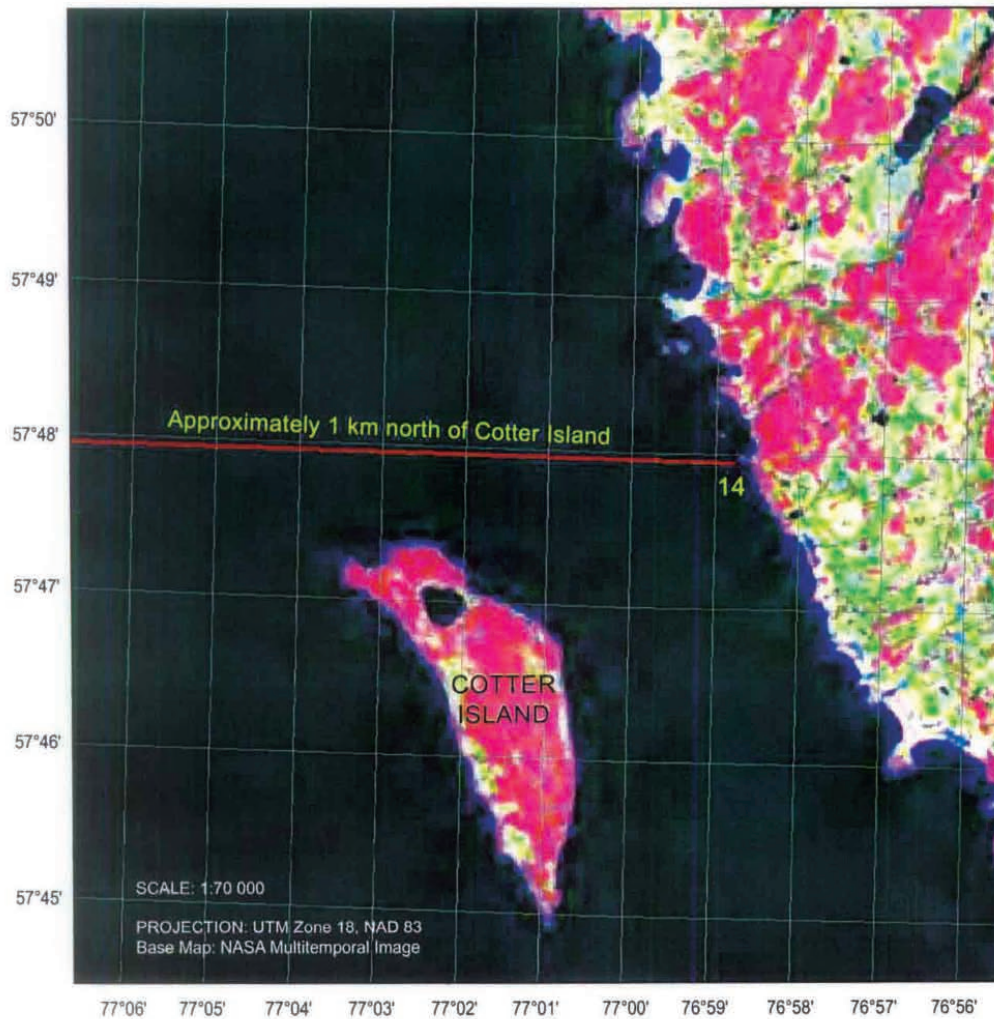 57°50'
57°49'
57°48'
57°47'
57°46'
57°45'
Approximately 1 km north of Cotter Island
14
COTTER
ISLAND
SCALE: 1:70 000
PROJECTION: UTM Zone 18, NAD 83
Base Map: NASA Multitemporal Image
77°06' 77°05' 77°04' 77°03' 77°02' 77°01' 77°00' 76°59' 76°58' 76°57' 76°56'